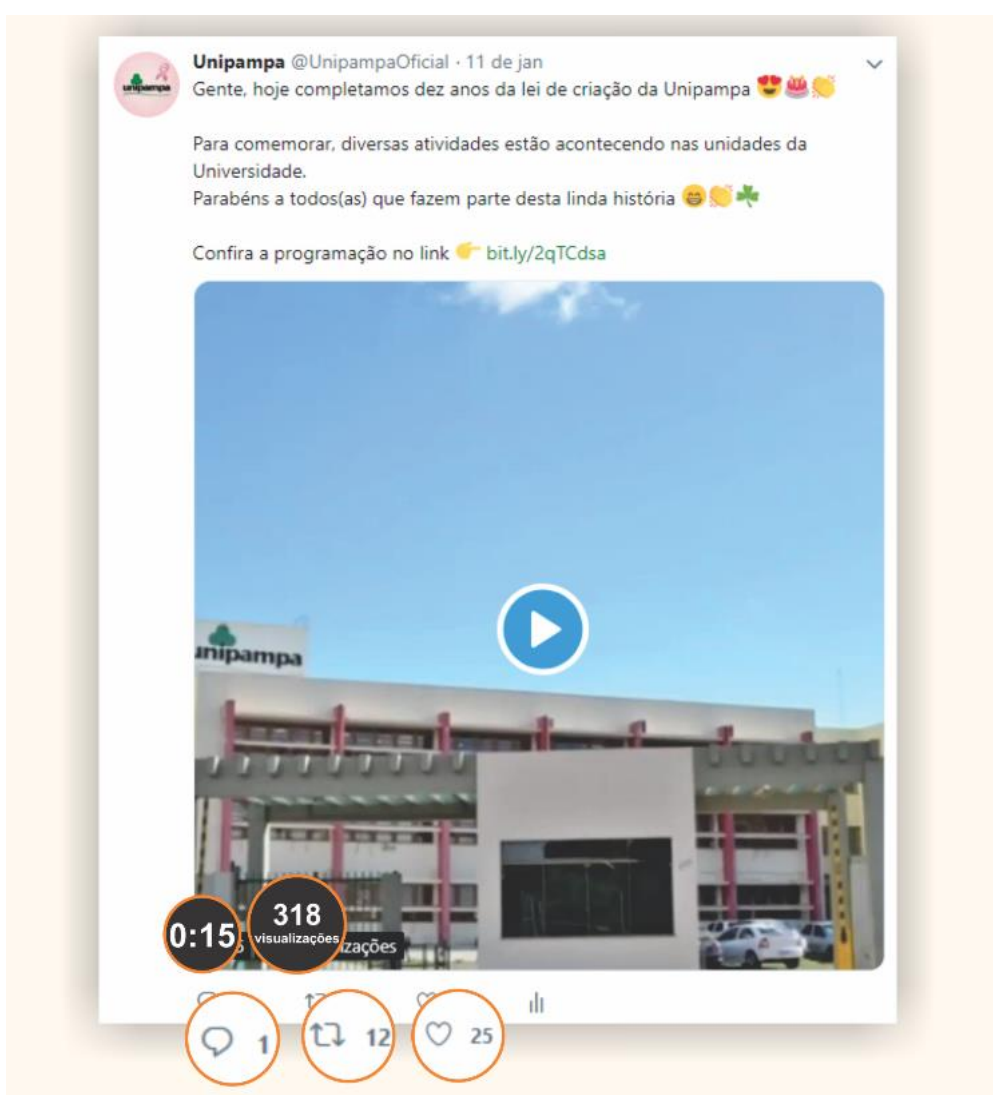 Unipampa @UnipampaOficial · 11 de jan
Gente, hoje completamos dez anos da lei de criação da Unipampa 😍🎂👏
Para comemorar, diversas atividades estão acontecendo nas unidades da
Universidade.
Parabéns a todos(as) que fazem parte desta linda história 😁👏☘️
Confira a programação no link 👉 bit.ly/2qTCdsa
unipampa
unipampa
0:15
318
visualizações
1
12
25